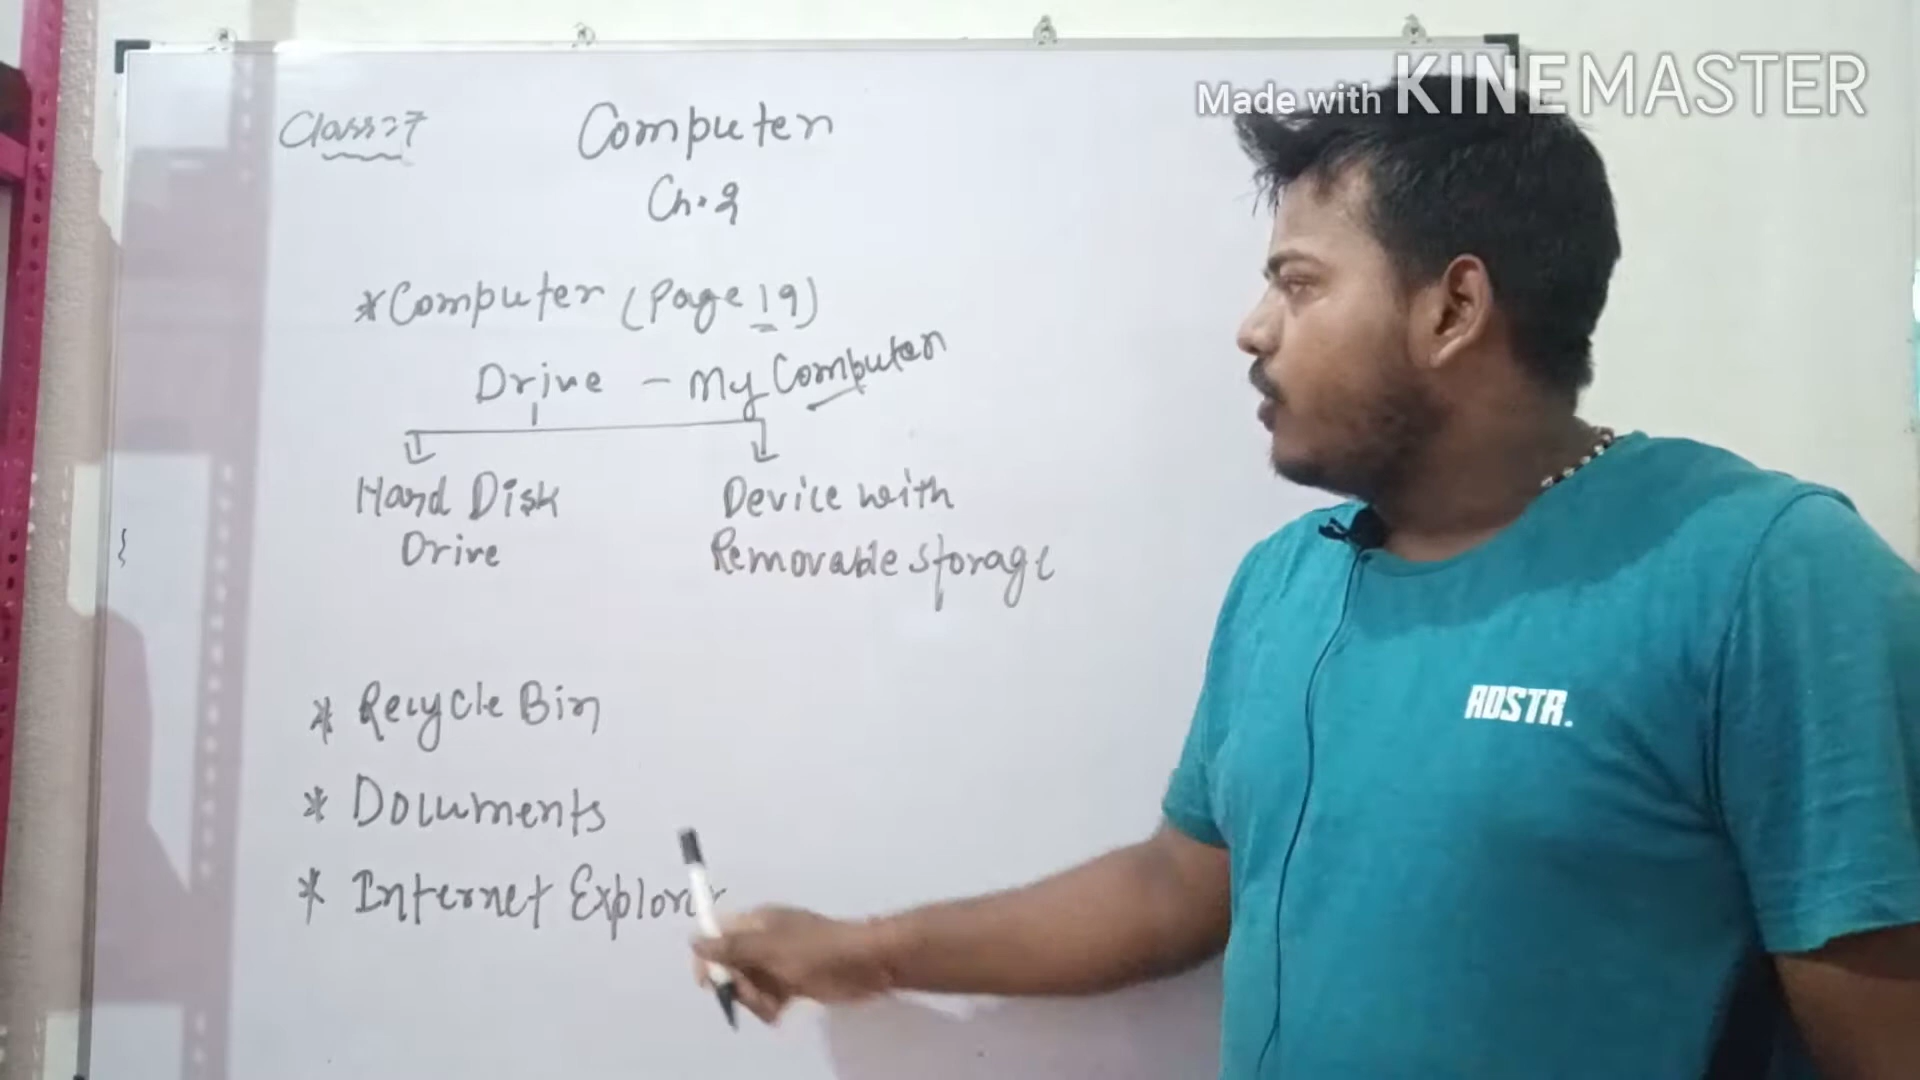 Made with KINEMASTER
Class:7
Computer
Ch.2
*Computer (Page 19)
Drive - My Computer
Hard Disk
Drive
Device with
Removable storage
* Recycle Bin
* Documents
* Internet Explorer
ADSTR.